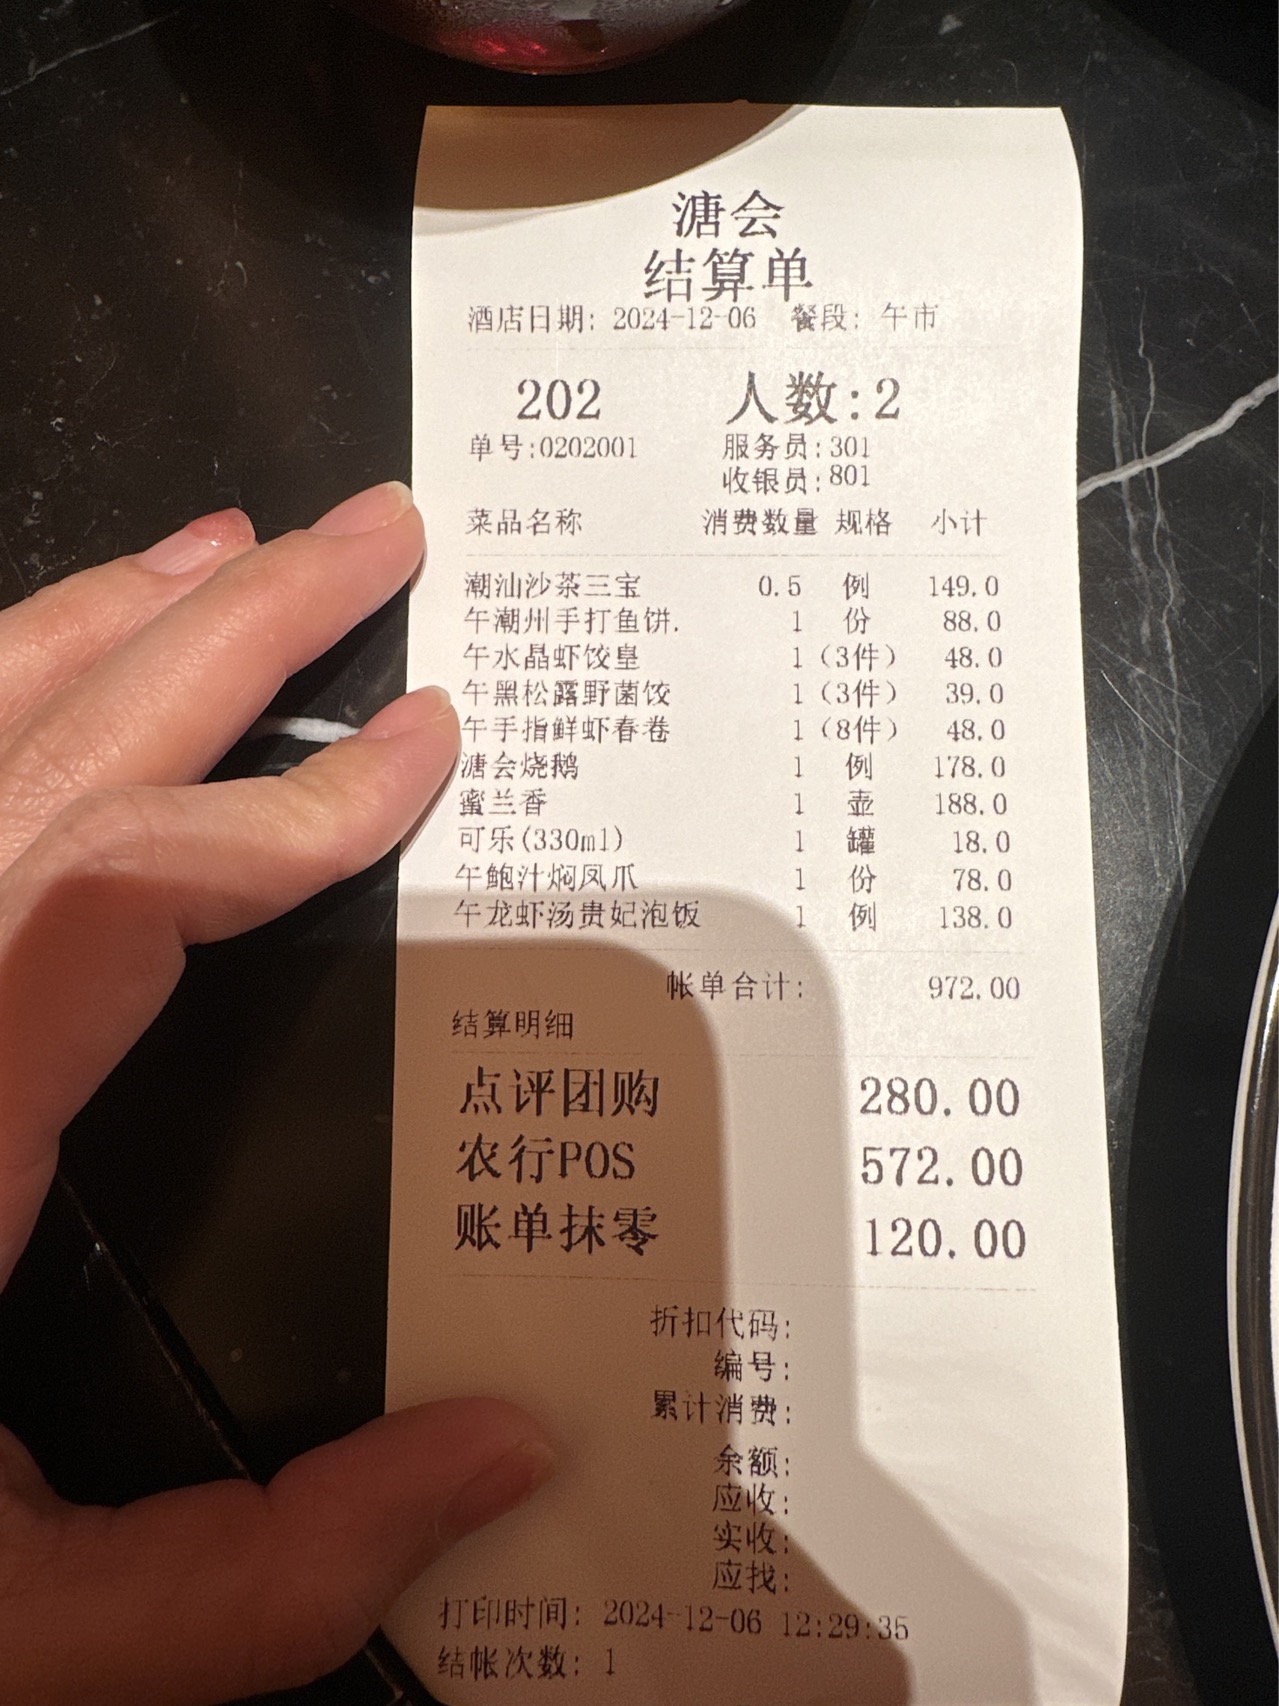 溏会
结算单
酒店日期: 2024-12-06 餐段: 午市
202 人数:2
单号:0202001 服务员:301
收银员:801
菜品名称 消费数量 规格 小计
潮汕沙茶三宝 0.5 例 149.0
午潮州手打鱼饼. 1 份 88.0
午水晶虾饺皇 1 (3件) 48.0
午黑松露野菌饺 1 (3件) 39.0
午手指鲜虾春卷 1 (8件) 48.0
溏会烧鹅 1 例 178.0
蜜兰香 1 壶 188.0
可乐(330ml) 1 罐 18.0
午鲍汁焖凤爪 1 份 78.0
午龙虾汤贵妃泡饭 1 例 138.0
帐单合计: 972.00
结算明细
点评团购 280.00
农行POS 572.00
账单抹零 120.00
折扣代码:
编号:
累计消费:
余额:
应收:
实收:
应找:
打印时间: 2024-12-06 12:29:35
结帐次数: 1